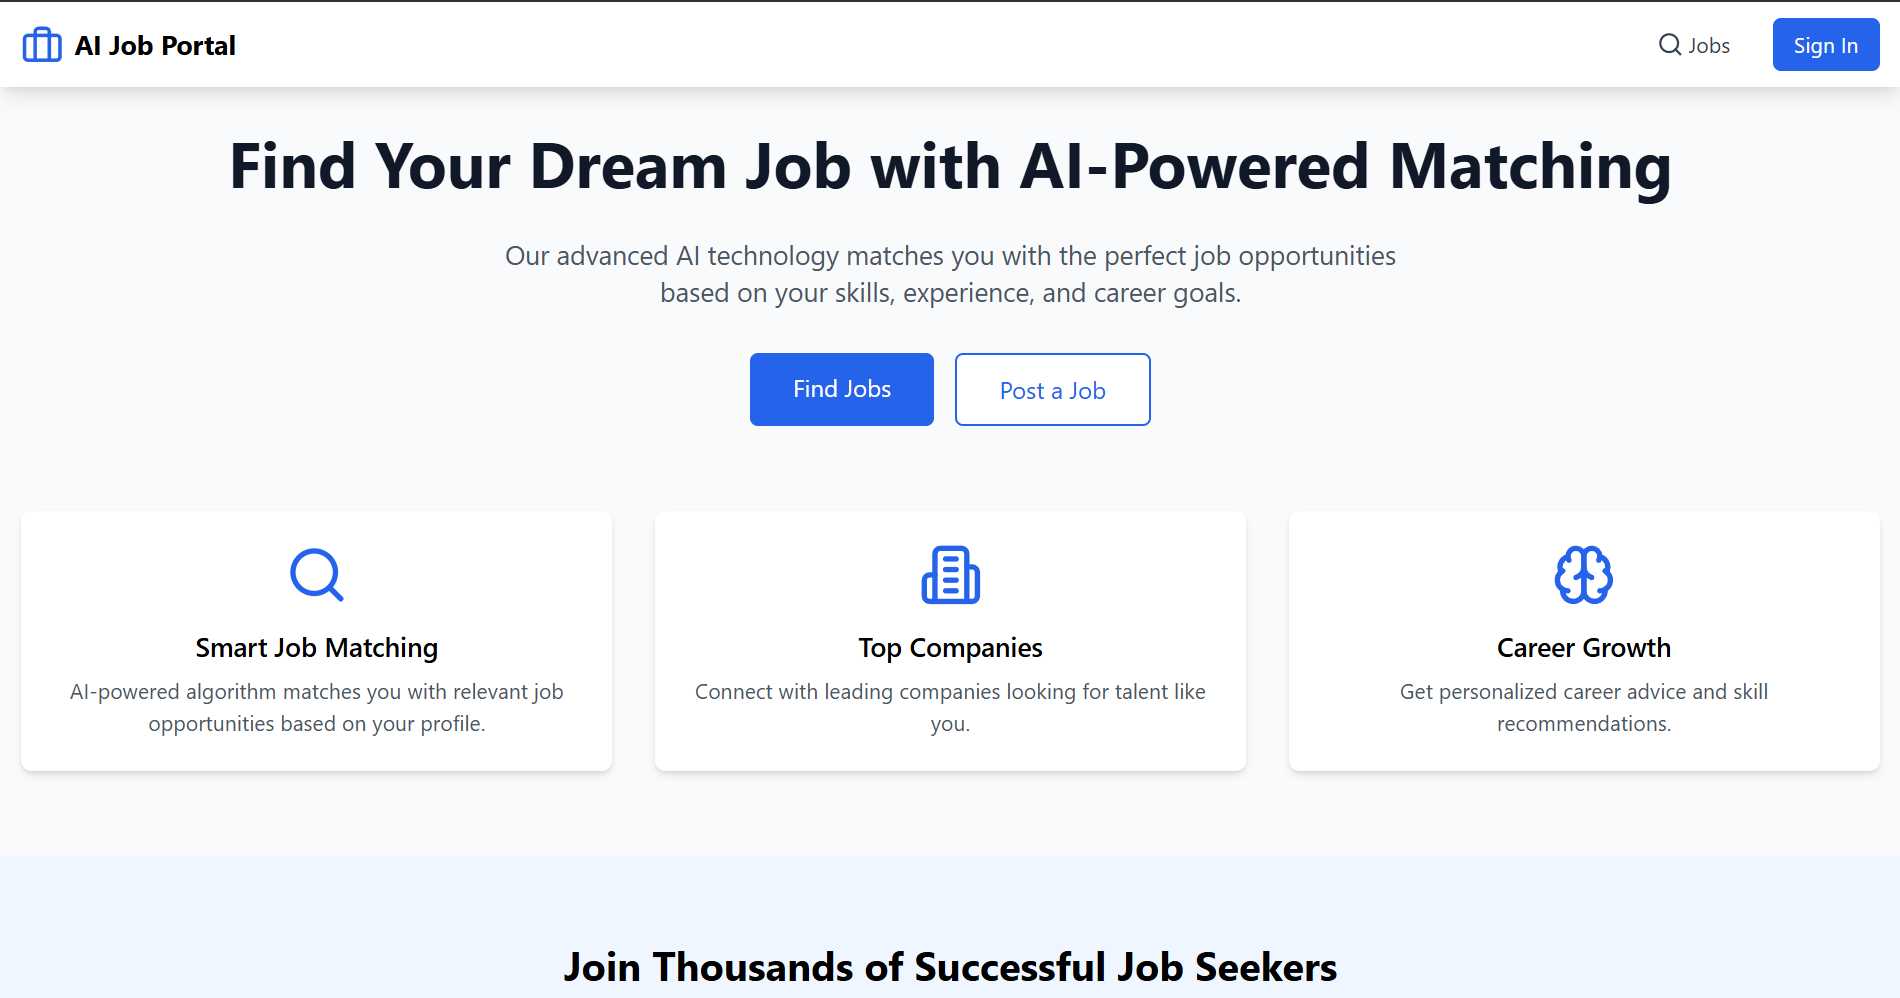 AI Job Portal
Jobs
Sign In
Find Your Dream Job with AI-Powered Matching
Our advanced AI technology matches you with the perfect job opportunities
based on your skills, experience, and career goals.
Find Jobs
Post a Job
Smart Job Matching
AI-powered algorithm matches you with relevant job
opportunities based on your profile.
Top Companies
Connect with leading companies looking for talent like
you.
Career Growth
Get personalized career advice and skill
recommendations.
Join Thousands of Successful Job Seekers